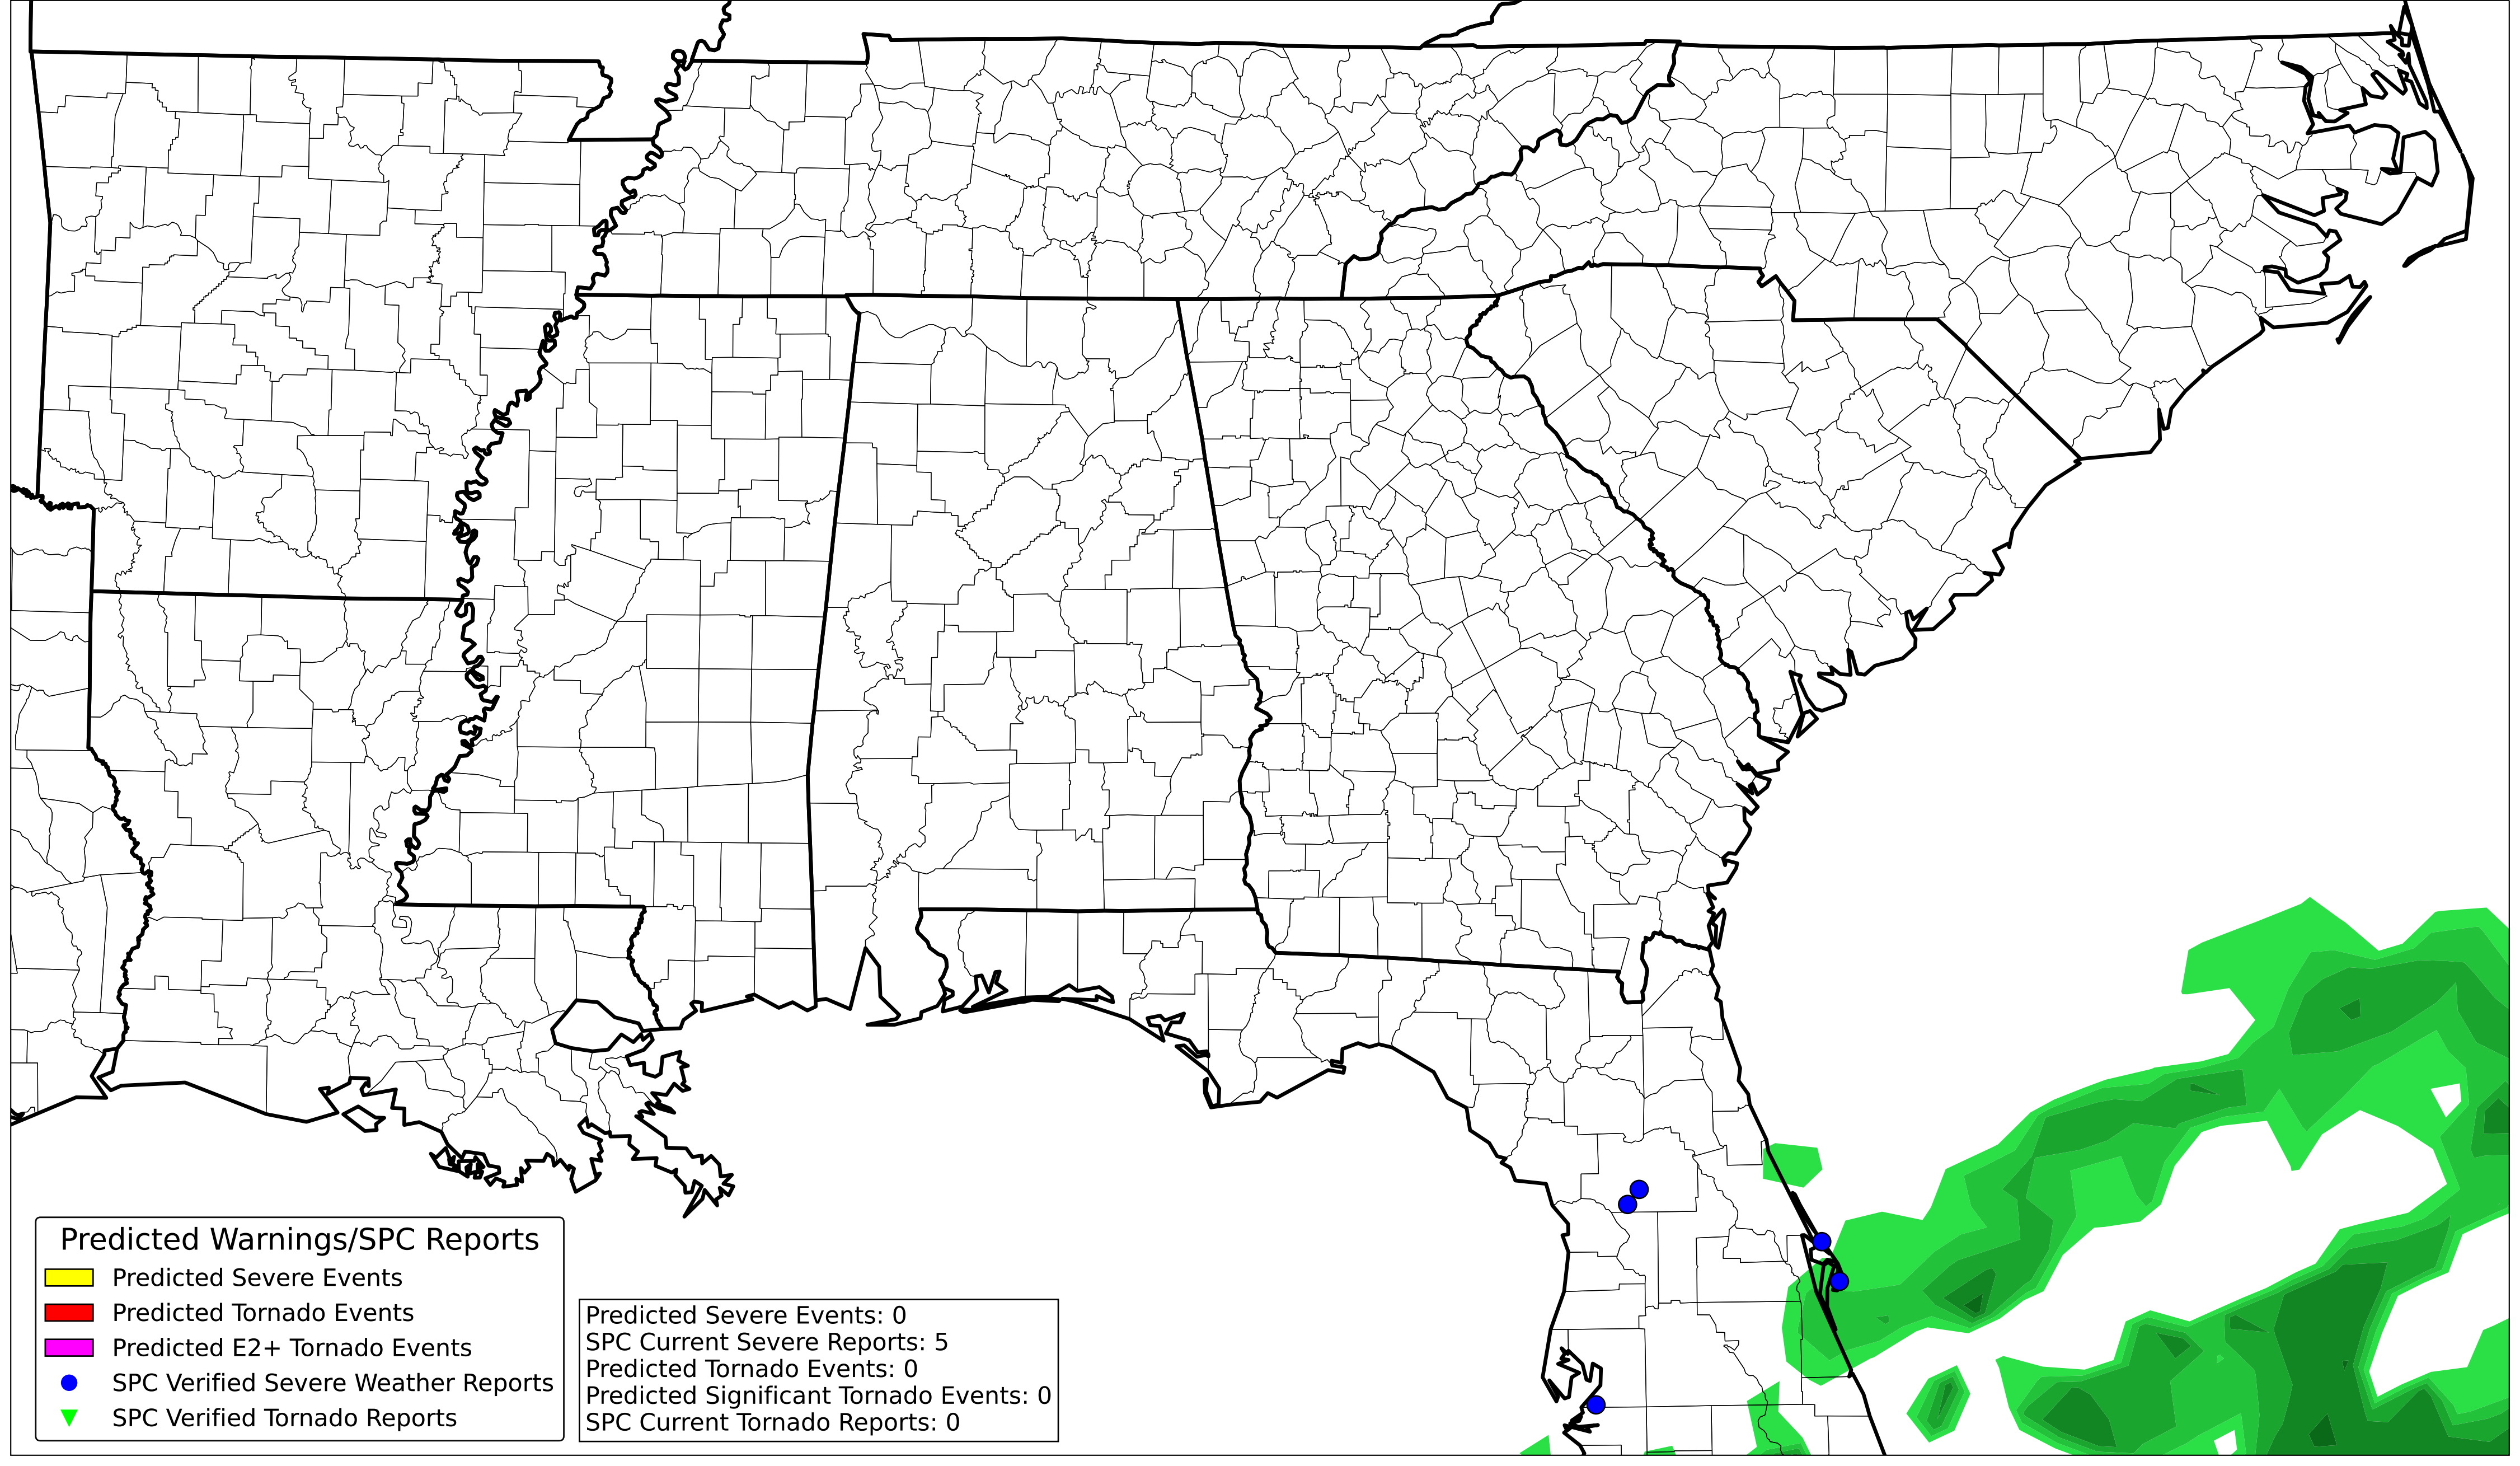 Predicted Warnings/SPC Reports
Predicted Severe Events
Predicted Tornado Events
Predicted E2+ Tornado Events
SPC Verified Severe Weather Reports
SPC Verified Tornado Reports
Predicted Severe Events: 0
SPC Current Severe Reports: 5
Predicted Tornado Events: 0
Predicted Significant Tornado Events: 0
SPC Current Tornado Reports: 0